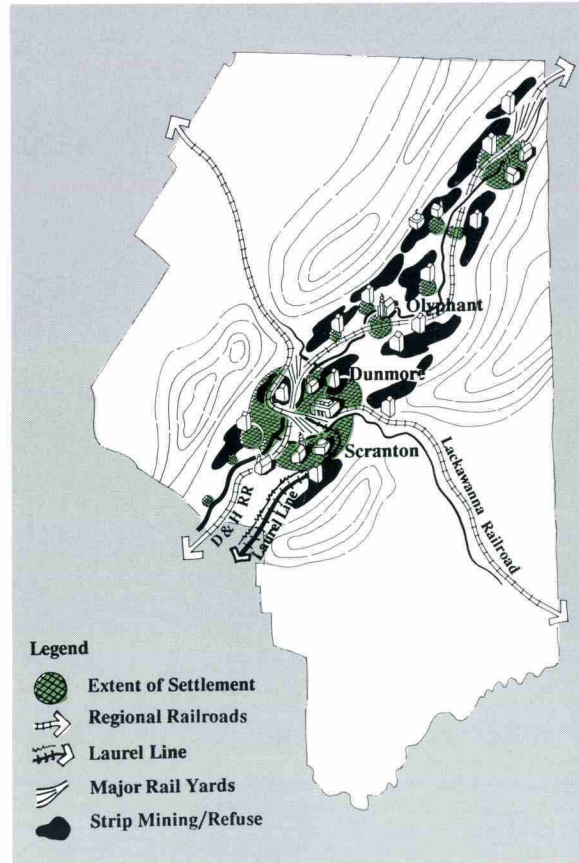 Olyphant
Dunmore
Scranton
Lackawanna Railroad
D & H RR
Laurel Line
Legend
Extent of Settlement
Regional Railroads
Laurel Line
Major Rail Yards
Strip Mining/Refuse